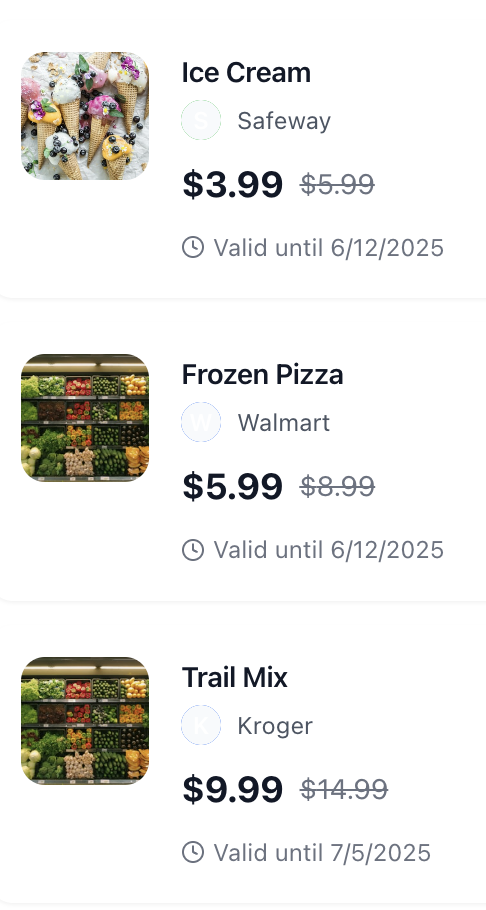 Ice Cream
S Safeway
$3.99 $5.99
Valid until 6/12/2025
Frozen Pizza
W Walmart
$5.99 $8.99
Valid until 6/12/2025
Trail Mix
K Kroger
$9.99 $14.99
Valid until 7/5/2025